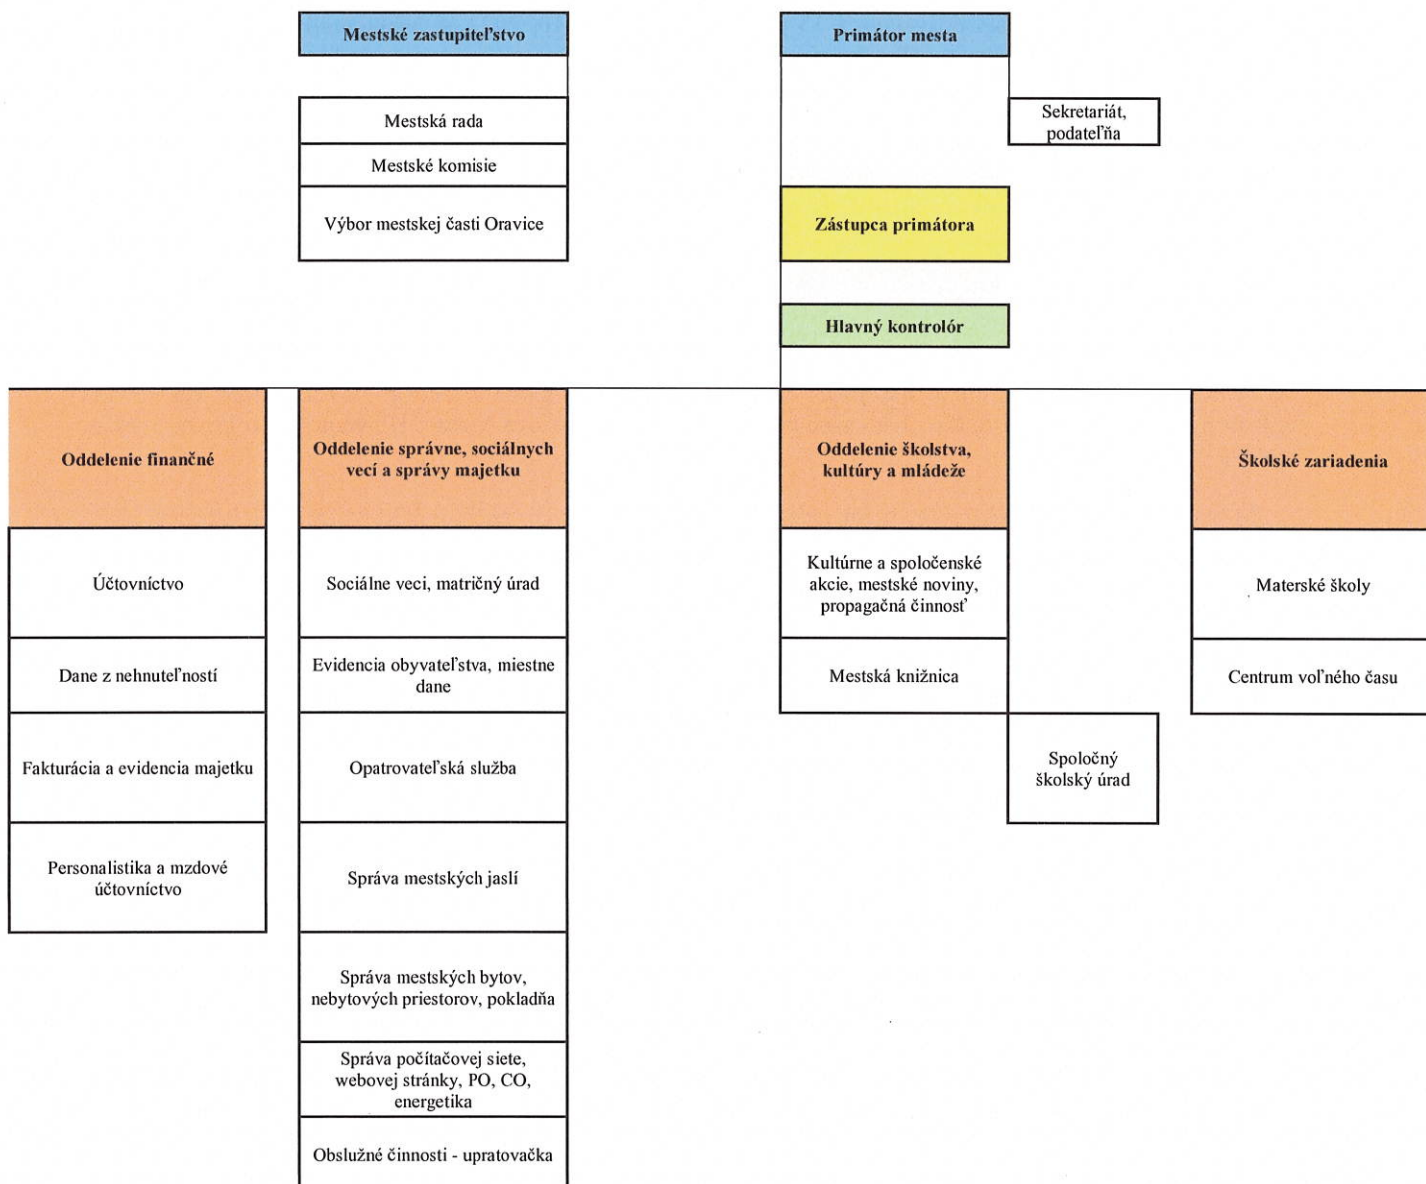 Mestské zastupiteľstvo
Primátor mesta
Mestská rada
Sekretariát,
podateľňa
Mestské komisie
Výbor mestskej časti Oravice
Zástupca primátora
Hlavný kontrolór
Oddelenie finančné
Oddelenie správne, sociálnych
vecí a správy majetku
Oddelenie školstva,
kultúry a mládeže
Školské zariadenia
Účtovníctvo
Sociálne veci, matričný úrad
Kultúrne a spoločenské
akcie, mestské noviny,
propagačná činnosť
Materské školy
Dane z nehnuteľností
Evidencia obyvateľstva, miestne
dane
Mestská knižnica
Centrum voľného času
Fakturácia a evidencia majetku
Opatrovateľská služba
Spoločný
školský úrad
Personalistika a mzdové
účtovníctvo
Správa mestských jaslí
Správa mestských bytov,
nebytových priestorov, pokladňa
Správa počítačovej siete,
webovej stránky, PO, CO,
energetika
Obslužné činnosti - upratovačka